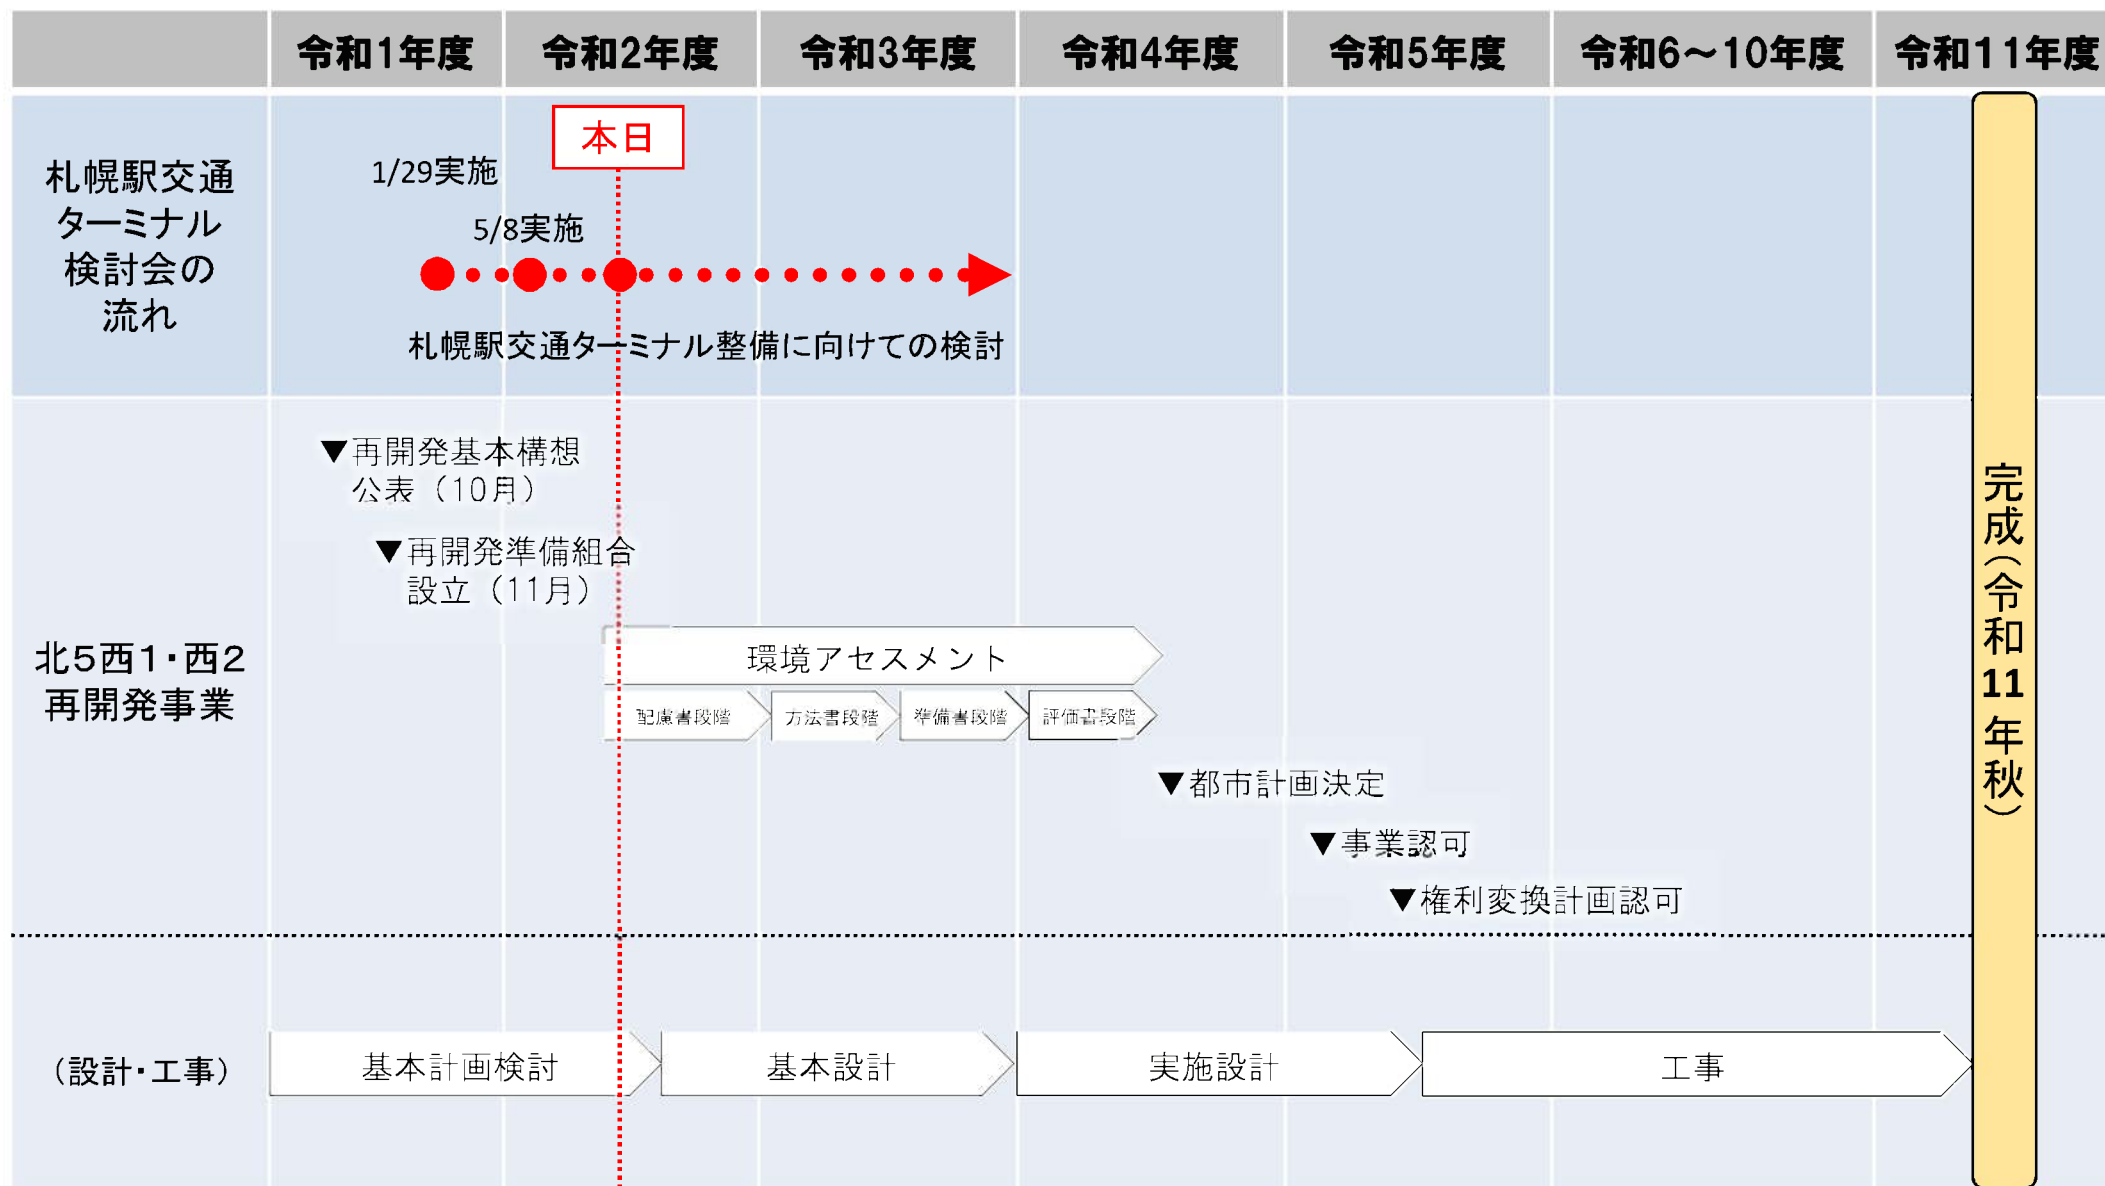 令和1年度
令和2年度
令和3年度
令和4年度
令和5年度
令和6～10年度
令和11年度
札幌駅交通
ターミナル
検討会の
流れ
本日
1/29実施
5/8実施
札幌駅交通ターミナル整備に向けての検討
北5西1・西2
再開発事業
▼再開発基本構想
公表（10月）
▼再開発準備組合
設立（11月）
環境アセスメント
配慮書段階
方法書段階
準備書段階
評価書段階
▼都市計画決定
▼事業認可
▼権利変換計画認可
（設計・工事）
基本計画検討
基本設計
実施設計
工事
完成（令和11年秋）